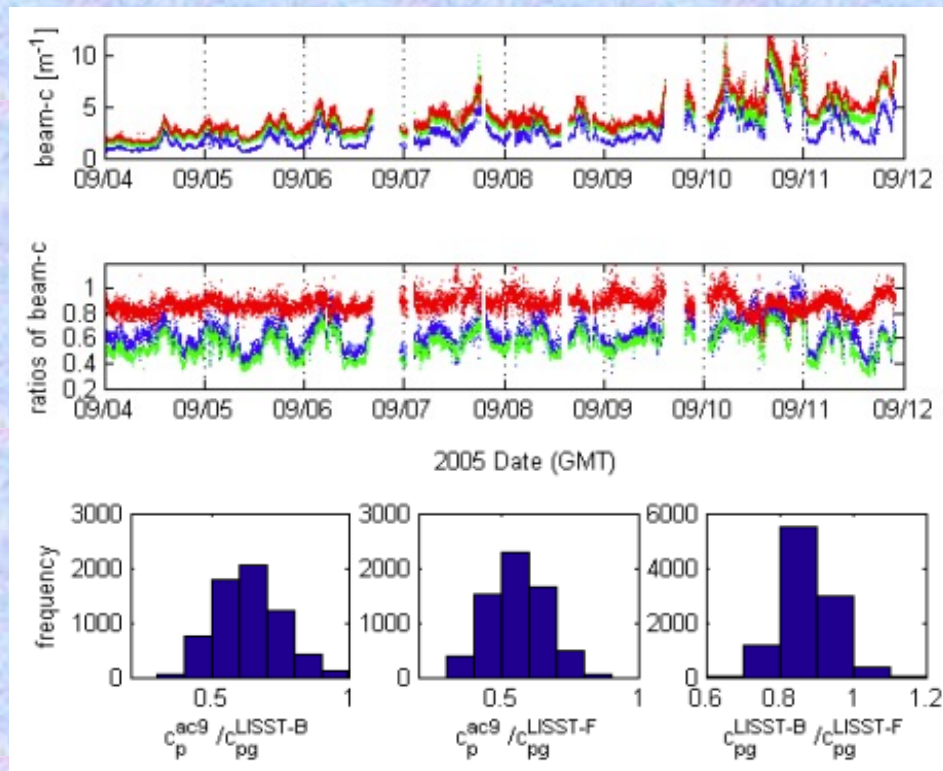 beam-c [m⁻¹]
10
5
0
09/04 09/05 09/06 09/07 09/08 09/09 09/10 09/11 09/12
ratios of beam-c
1
0.8
0.6
0.4
0.2
09/04 09/05 09/06 09/07 09/08 09/09 09/10 09/11 09/12
2005 Date (GMT)
frequency
3000
2000
1000
0
0.5 1
c_p^ac9 /c_pg^LISST-B
3000
2000
1000
0
0.5 1
c_p^ac9 /c_pg^LISST-F
6000
4000
2000
0
0.6 0.8 1 1.2
c_pg^LISST-B /c_pg^LISST-F